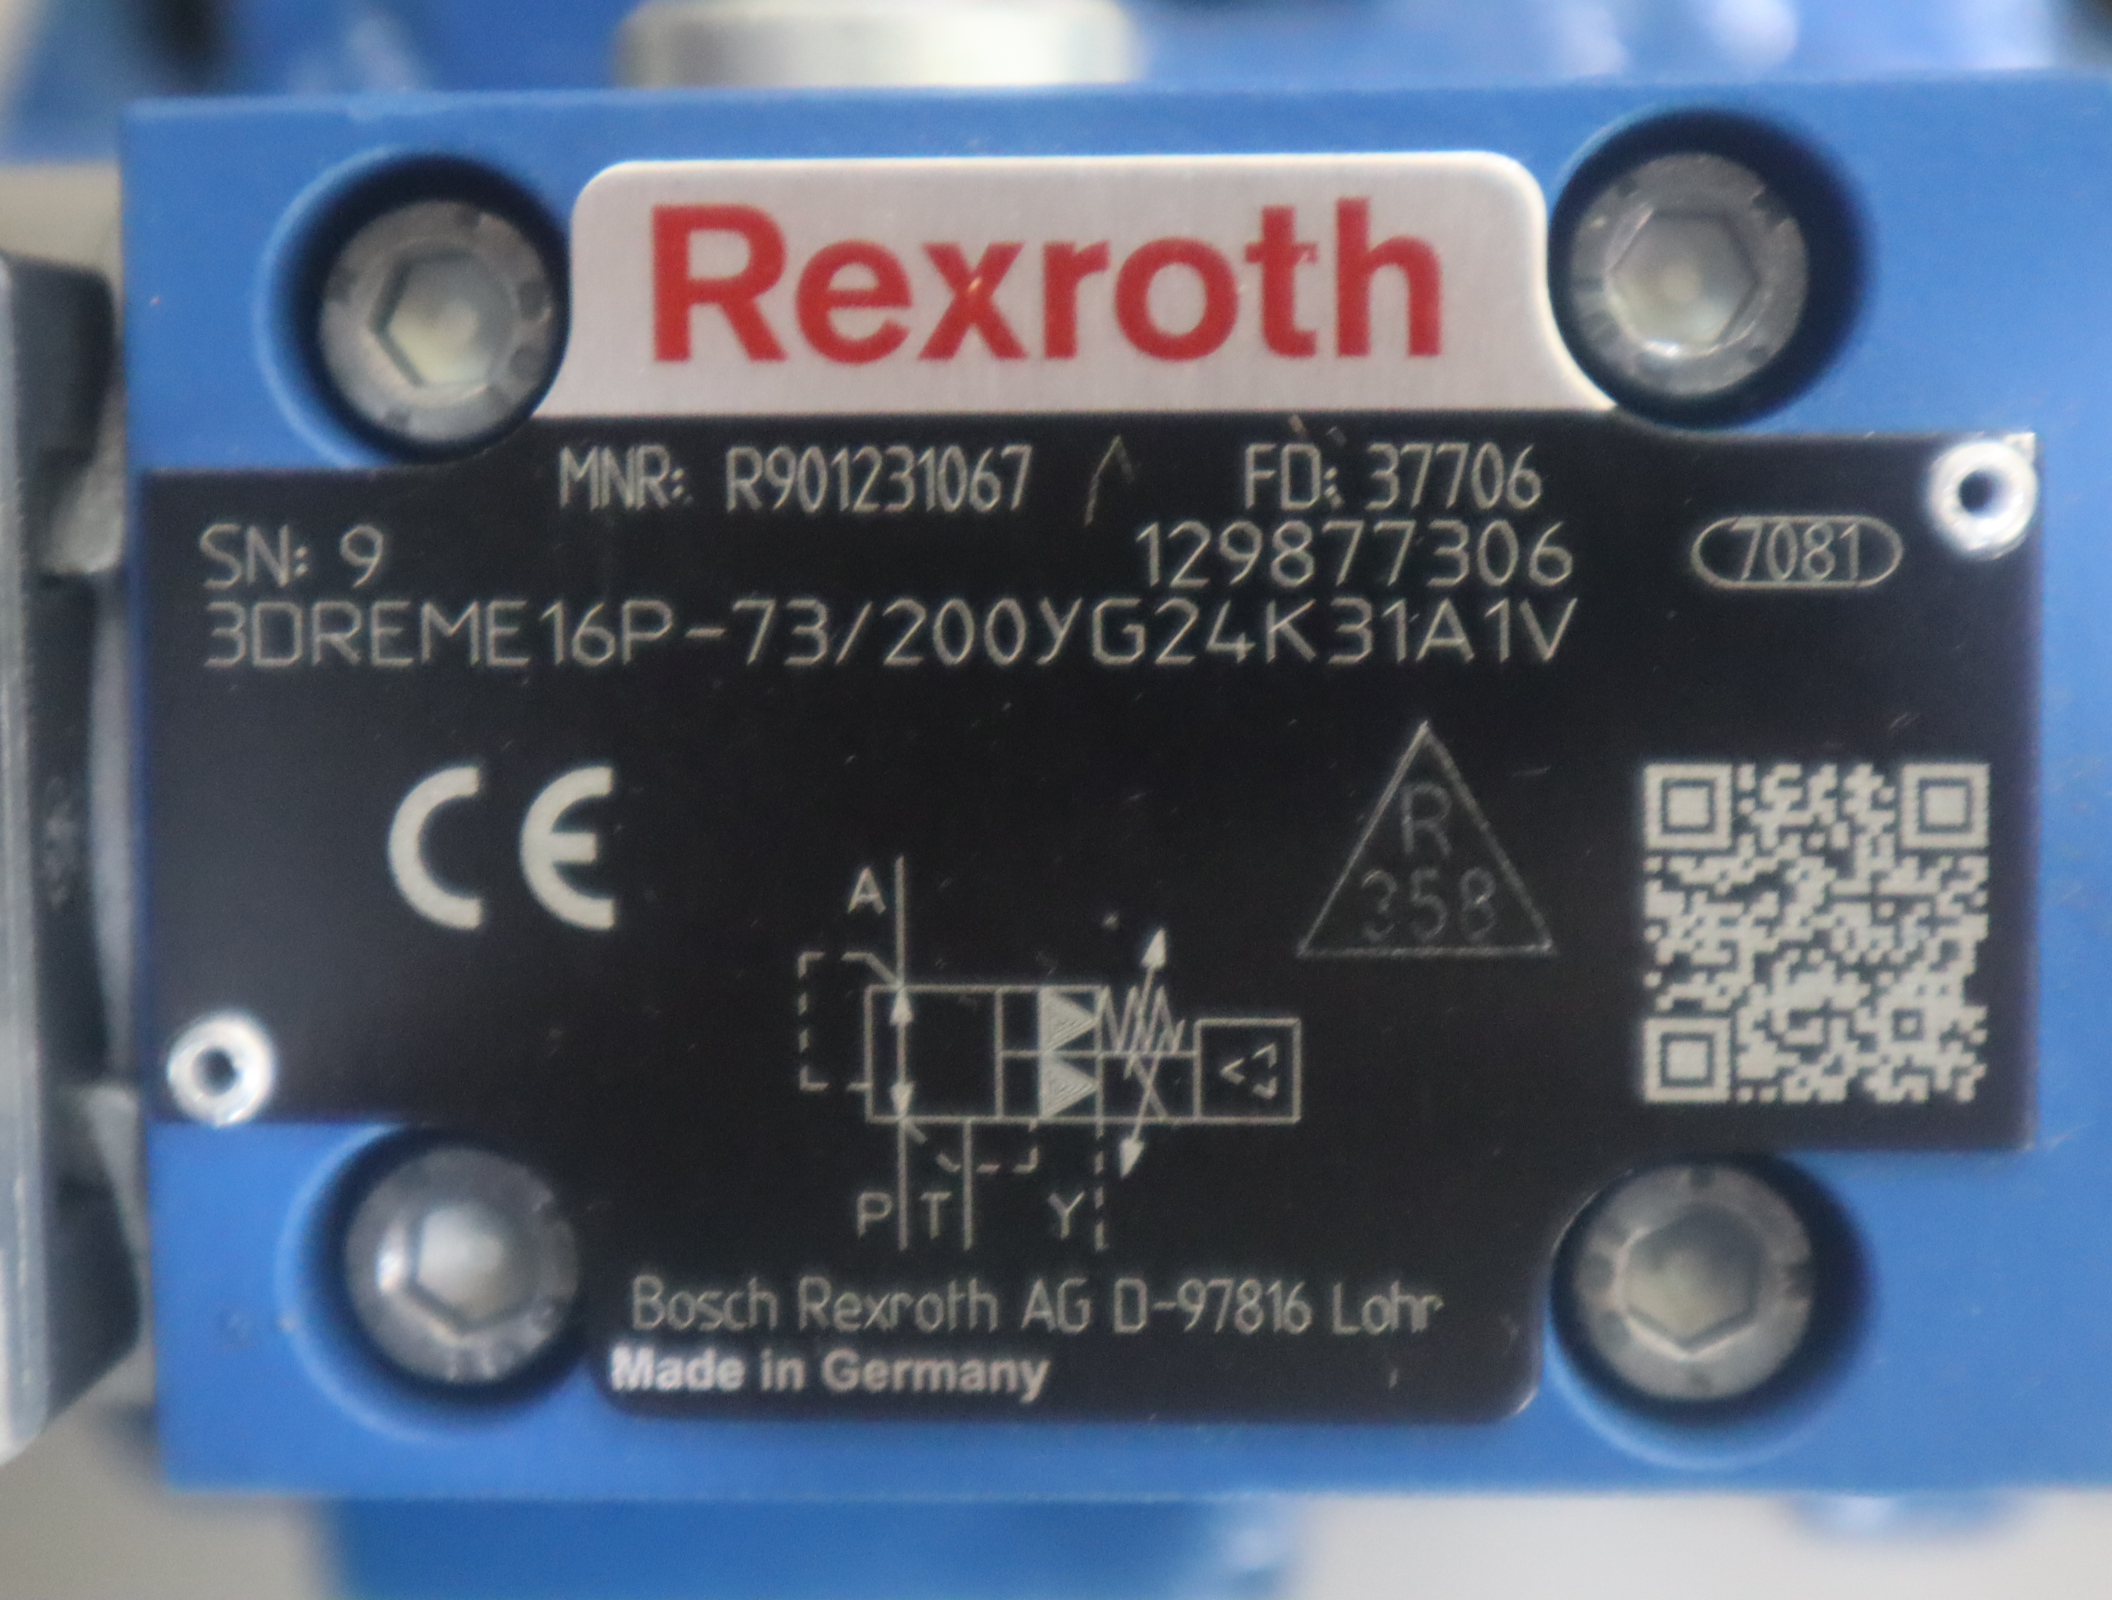 Rexroth
MNR: R901231067 FD: 37706
SN: 9 129877306 7081
3DREME16P-73/200YG24K31A1V
CE
R
358
A
P T Y
Bosch Rexroth AG D-97816 Lohr
Made in Germany